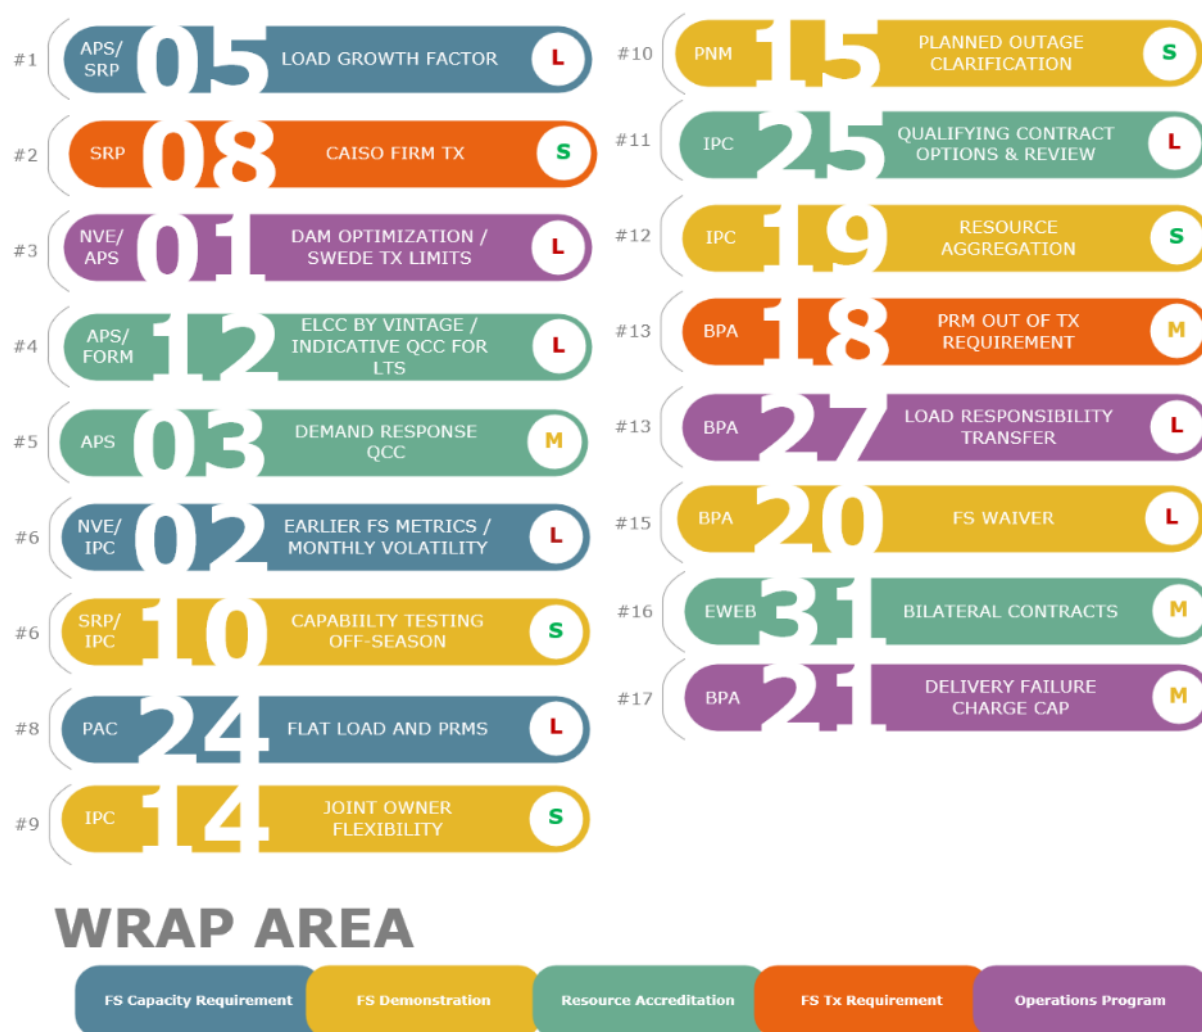 #1
APS/
SRP
05
LOAD GROWTH FACTOR
L
#2
SRP
08
CAISO FIRM TX
S
#3
NVE/
APS
01
DAM OPTIMIZATION /
SWEDE TX LIMITS
L
#4
APS/
FORM
12
ELCC BY VINTAGE /
INDICATIVE QCC FOR
LTS
L
#5
APS
03
DEMAND RESPONSE
QCC
M
#6
NVE/
IPC
02
EARLIER FS METRICS /
MONTHLY VOLATILITY
L
#6
SRP/
IPC
10
CAPABIILTY TESTING
OFF-SEASON
S
#8
PAC
24
FLAT LOAD AND PRMS
L
#9
IPC
14
JOINT OWNER
FLEXIBILITY
S
#10
PNM
15
PLANNED OUTAGE
CLARIFICATION
S
#11
IPC
25
QUALIFYING CONTRACT
OPTIONS & REVIEW
L
#12
IPC
19
RESOURCE
AGGREGATION
S
#13
BPA
18
PRM OUT OF TX
REQUIREMENT
M
#13
BPA
27
LOAD RESPONSIBILITY
TRANSFER
L
#15
BPA
20
FS WAIVER
L
#16
EWEB
31
BILATERAL CONTRACTS
M
#17
BPA
21
DELIVERY FAILURE
CHARGE CAP
M
WRAP AREA
FS Capacity Requirement
FS Demonstration
Resource Accreditation
FS Tx Requirement
Operations Program